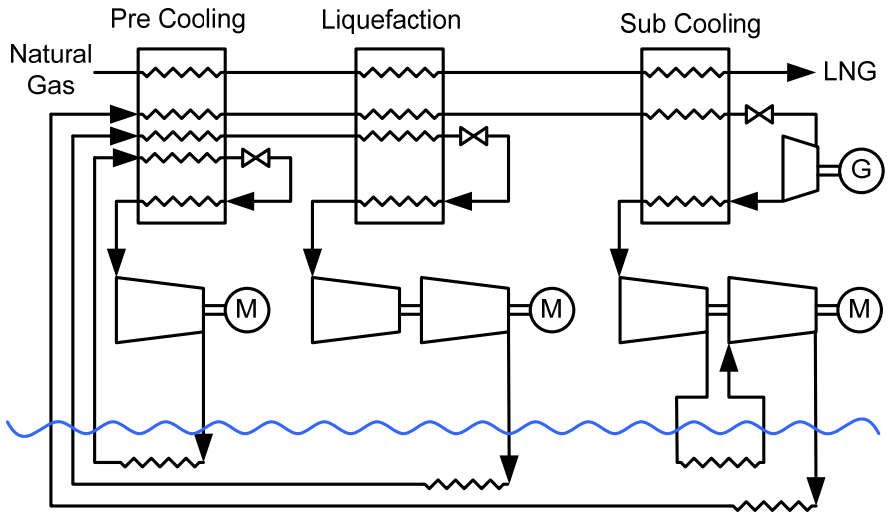 Pre Cooling
Liquefaction
Sub Cooling
Natural
Gas
LNG
G
M
M
M